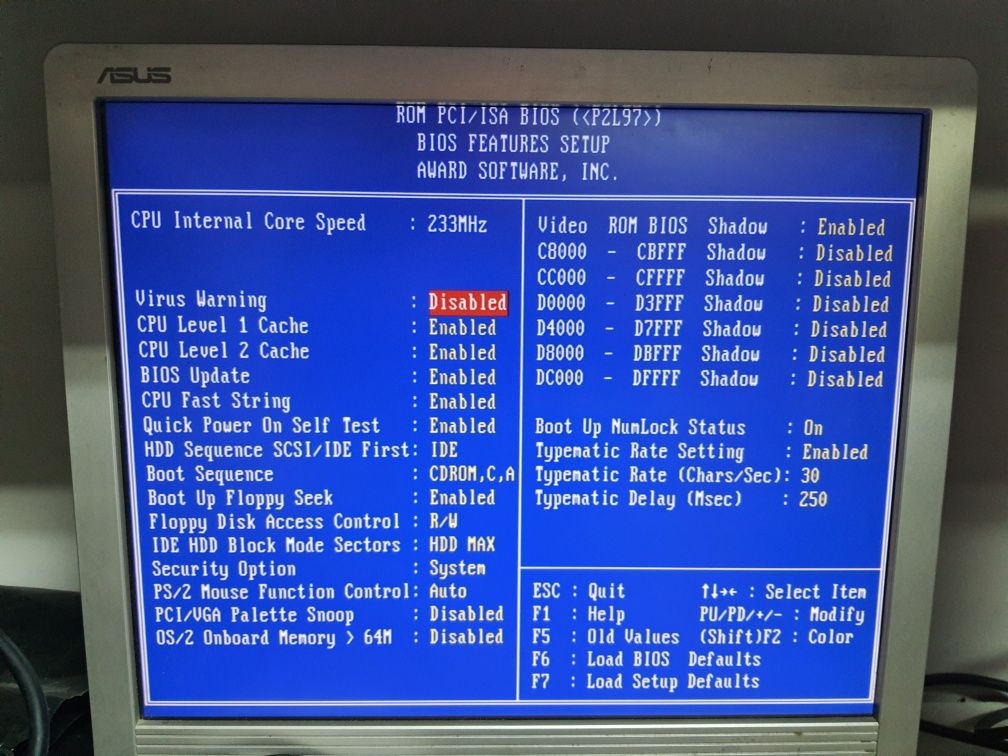 ASUS
ROM PCI/ISA BIOS (<P2L97>)
BIOS FEATURES SETUP
AWARD SOFTWARE, INC.
CPU Internal Core Speed : 233MHz
Virus Warning : Disabled
CPU Level 1 Cache : Enabled
CPU Level 2 Cache : Enabled
BIOS Update : Enabled
CPU Fast String : Enabled
Quick Power On Self Test : Enabled
HDD Sequence SCSI/IDE First: IDE
Boot Sequence : CDROM,C,A
Boot Up Floppy Seek : Enabled
Floppy Disk Access Control : R/W
IDE HDD Block Mode Sectors : HDD MAX
Security Option : System
PS/2 Mouse Function Control: Auto
PCI/VGA Palette Snoop : Disabled
OS/2 Onboard Memory > 64M : Disabled
Video ROM BIOS Shadow : Enabled
C8000 - CBFFF Shadow : Disabled
CC000 - CFFFF Shadow : Disabled
D0000 - D3FFF Shadow : Disabled
D4000 - D7FFF Shadow : Disabled
D8000 - DBFFF Shadow : Disabled
DC000 - DFFFF Shadow : Disabled
Boot Up NumLock Status : On
Typematic Rate Setting : Enabled
Typematic Rate (Chars/Sec): 30
Typematic Delay (Msec) : 250
ESC : Quit ↑↓→← : Select Item
F1 : Help PU/PD/+/- : Modify
F5 : Old Values (Shift)F2 : Color
F6 : Load BIOS Defaults
F7 : Load Setup Defaults